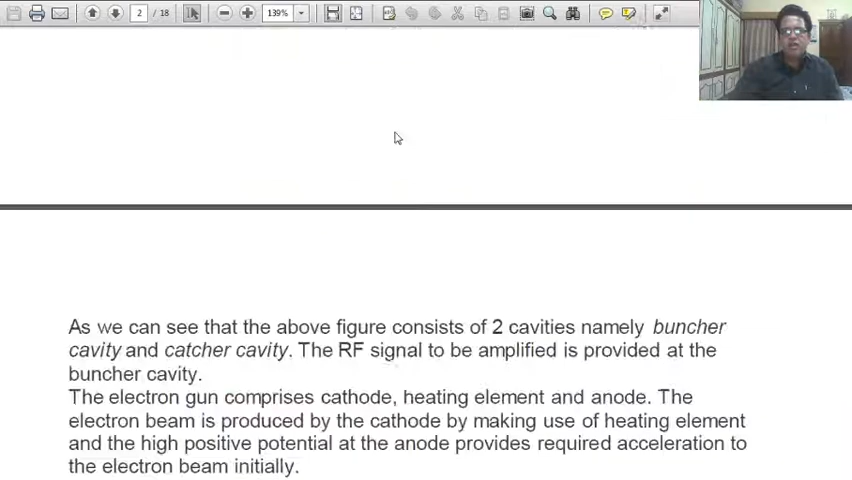 2 / 18
139%
As we can see that the above figure consists of 2 cavities namely buncher
cavity and catcher cavity. The RF signal to be amplified is provided at the
buncher cavity.
The electron gun comprises cathode, heating element and anode. The
electron beam is produced by the cathode by making use of heating element
and the high positive potential at the anode provides required acceleration to
the electron beam initially.